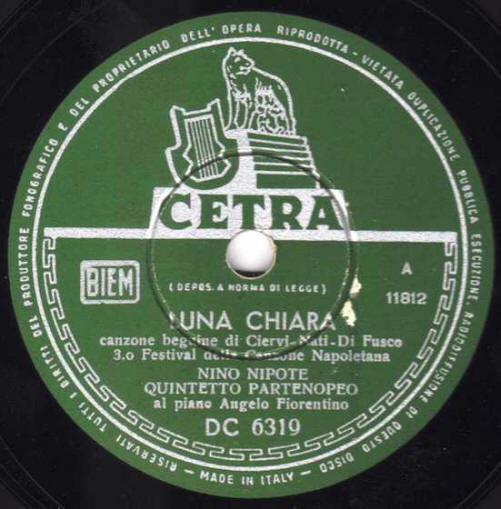 RISERVATI TUTTI I DIRITTI DEL PRODUTTORE FONOGRAFICO E DEL PROPRIETARIO DELL'OPERA RIPRODOTTA - VIETATA DUPLICAZIONE PUBBLICA ESECUZIONE, RADIODIFFUSIONE DI QUESTO DISCO
CETRA
BIEM
(DEPOS. A NORMA DI LEGGE)
A
11812
LUNA CHIARA
canzone beguine di Ciervi-Nati-Di Fusco
3.o Festival della Canzone Napoletana
NINO NIPOTE
QUINTETTO PARTENOPEO
al piano Angelo Fiorentino
DC 6319
- MADE IN ITALY -